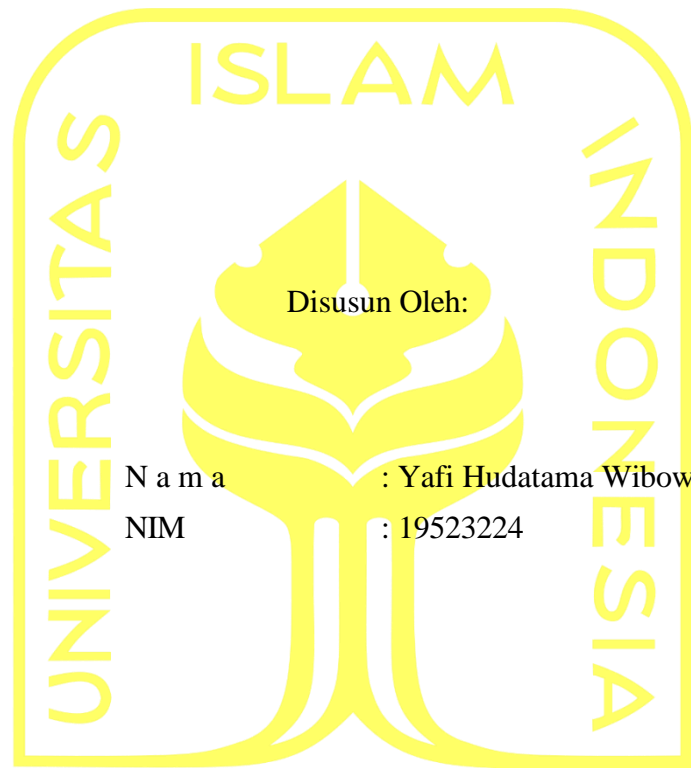 UNIVERSITAS
ISLAM
INDONESIA
Disusun Oleh:
N a m a : Yafi Hudatama Wibow
NIM : 19523224